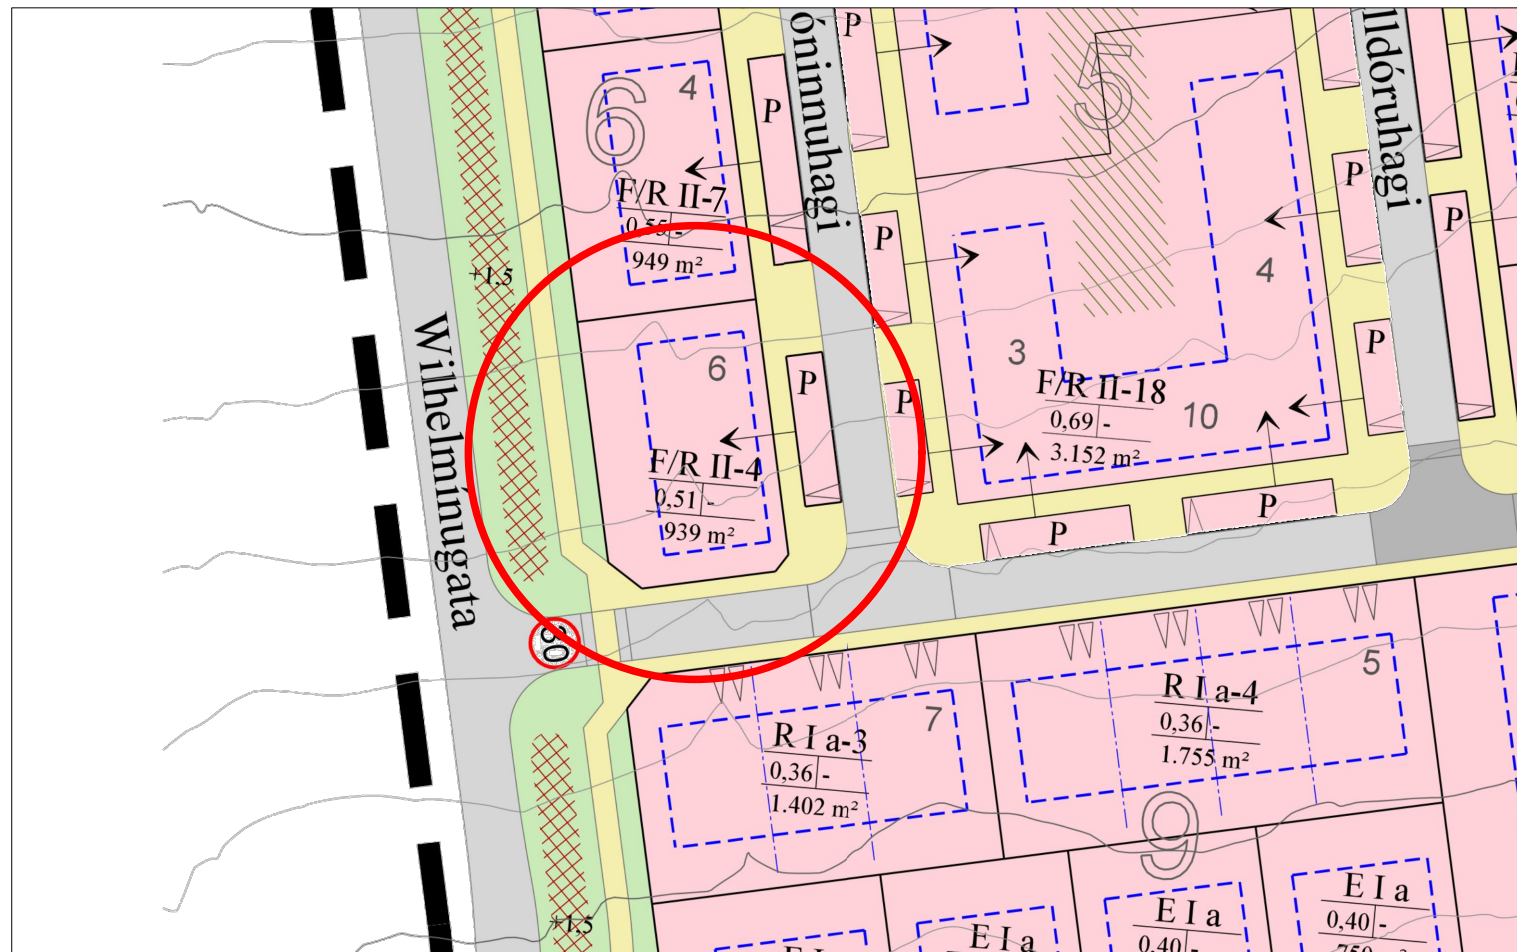 óninnuhagi
lldóruhagi
P
5
6
4
P
F/R II-7
0,55 -
949 m²
P
P
P
4
+1,5
Wilhelmínugata
6
P
P
3
P
F/R II-18
0,69 -
3.152 m²
10
F/R II-4
0,51 -
939 m²
P
P
30
5
7
R I a-3
0,36 -
1.402 m²
R I a-4
0,36 -
1.755 m²
9
+1,5
E I a
0,40 -
E I a
0,40 -
E I a